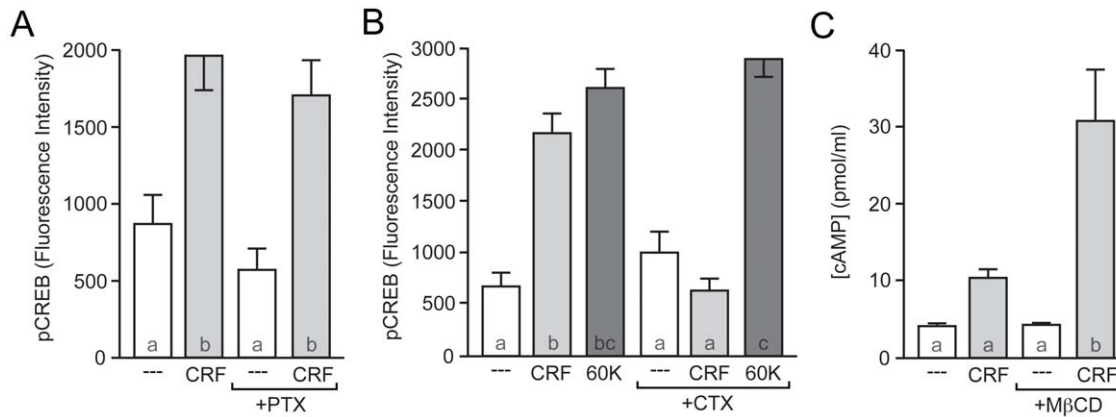 A
pCREB (Fluorescence Intensity)
2000
1500
1000
500
0
a
b
a
b
---
CRF
---
CRF
+PTX
B
pCREB (Fluorescence Intensity)
3000
2500
2000
1500
1000
500
0
a
b
bc
a
a
c
---
CRF
60K
---
CRF
60K
+CTX
C
[cAMP] (pmol/ml)
40
30
20
10
0
a
a
a
b
---
CRF
---
CRF
+MβCD